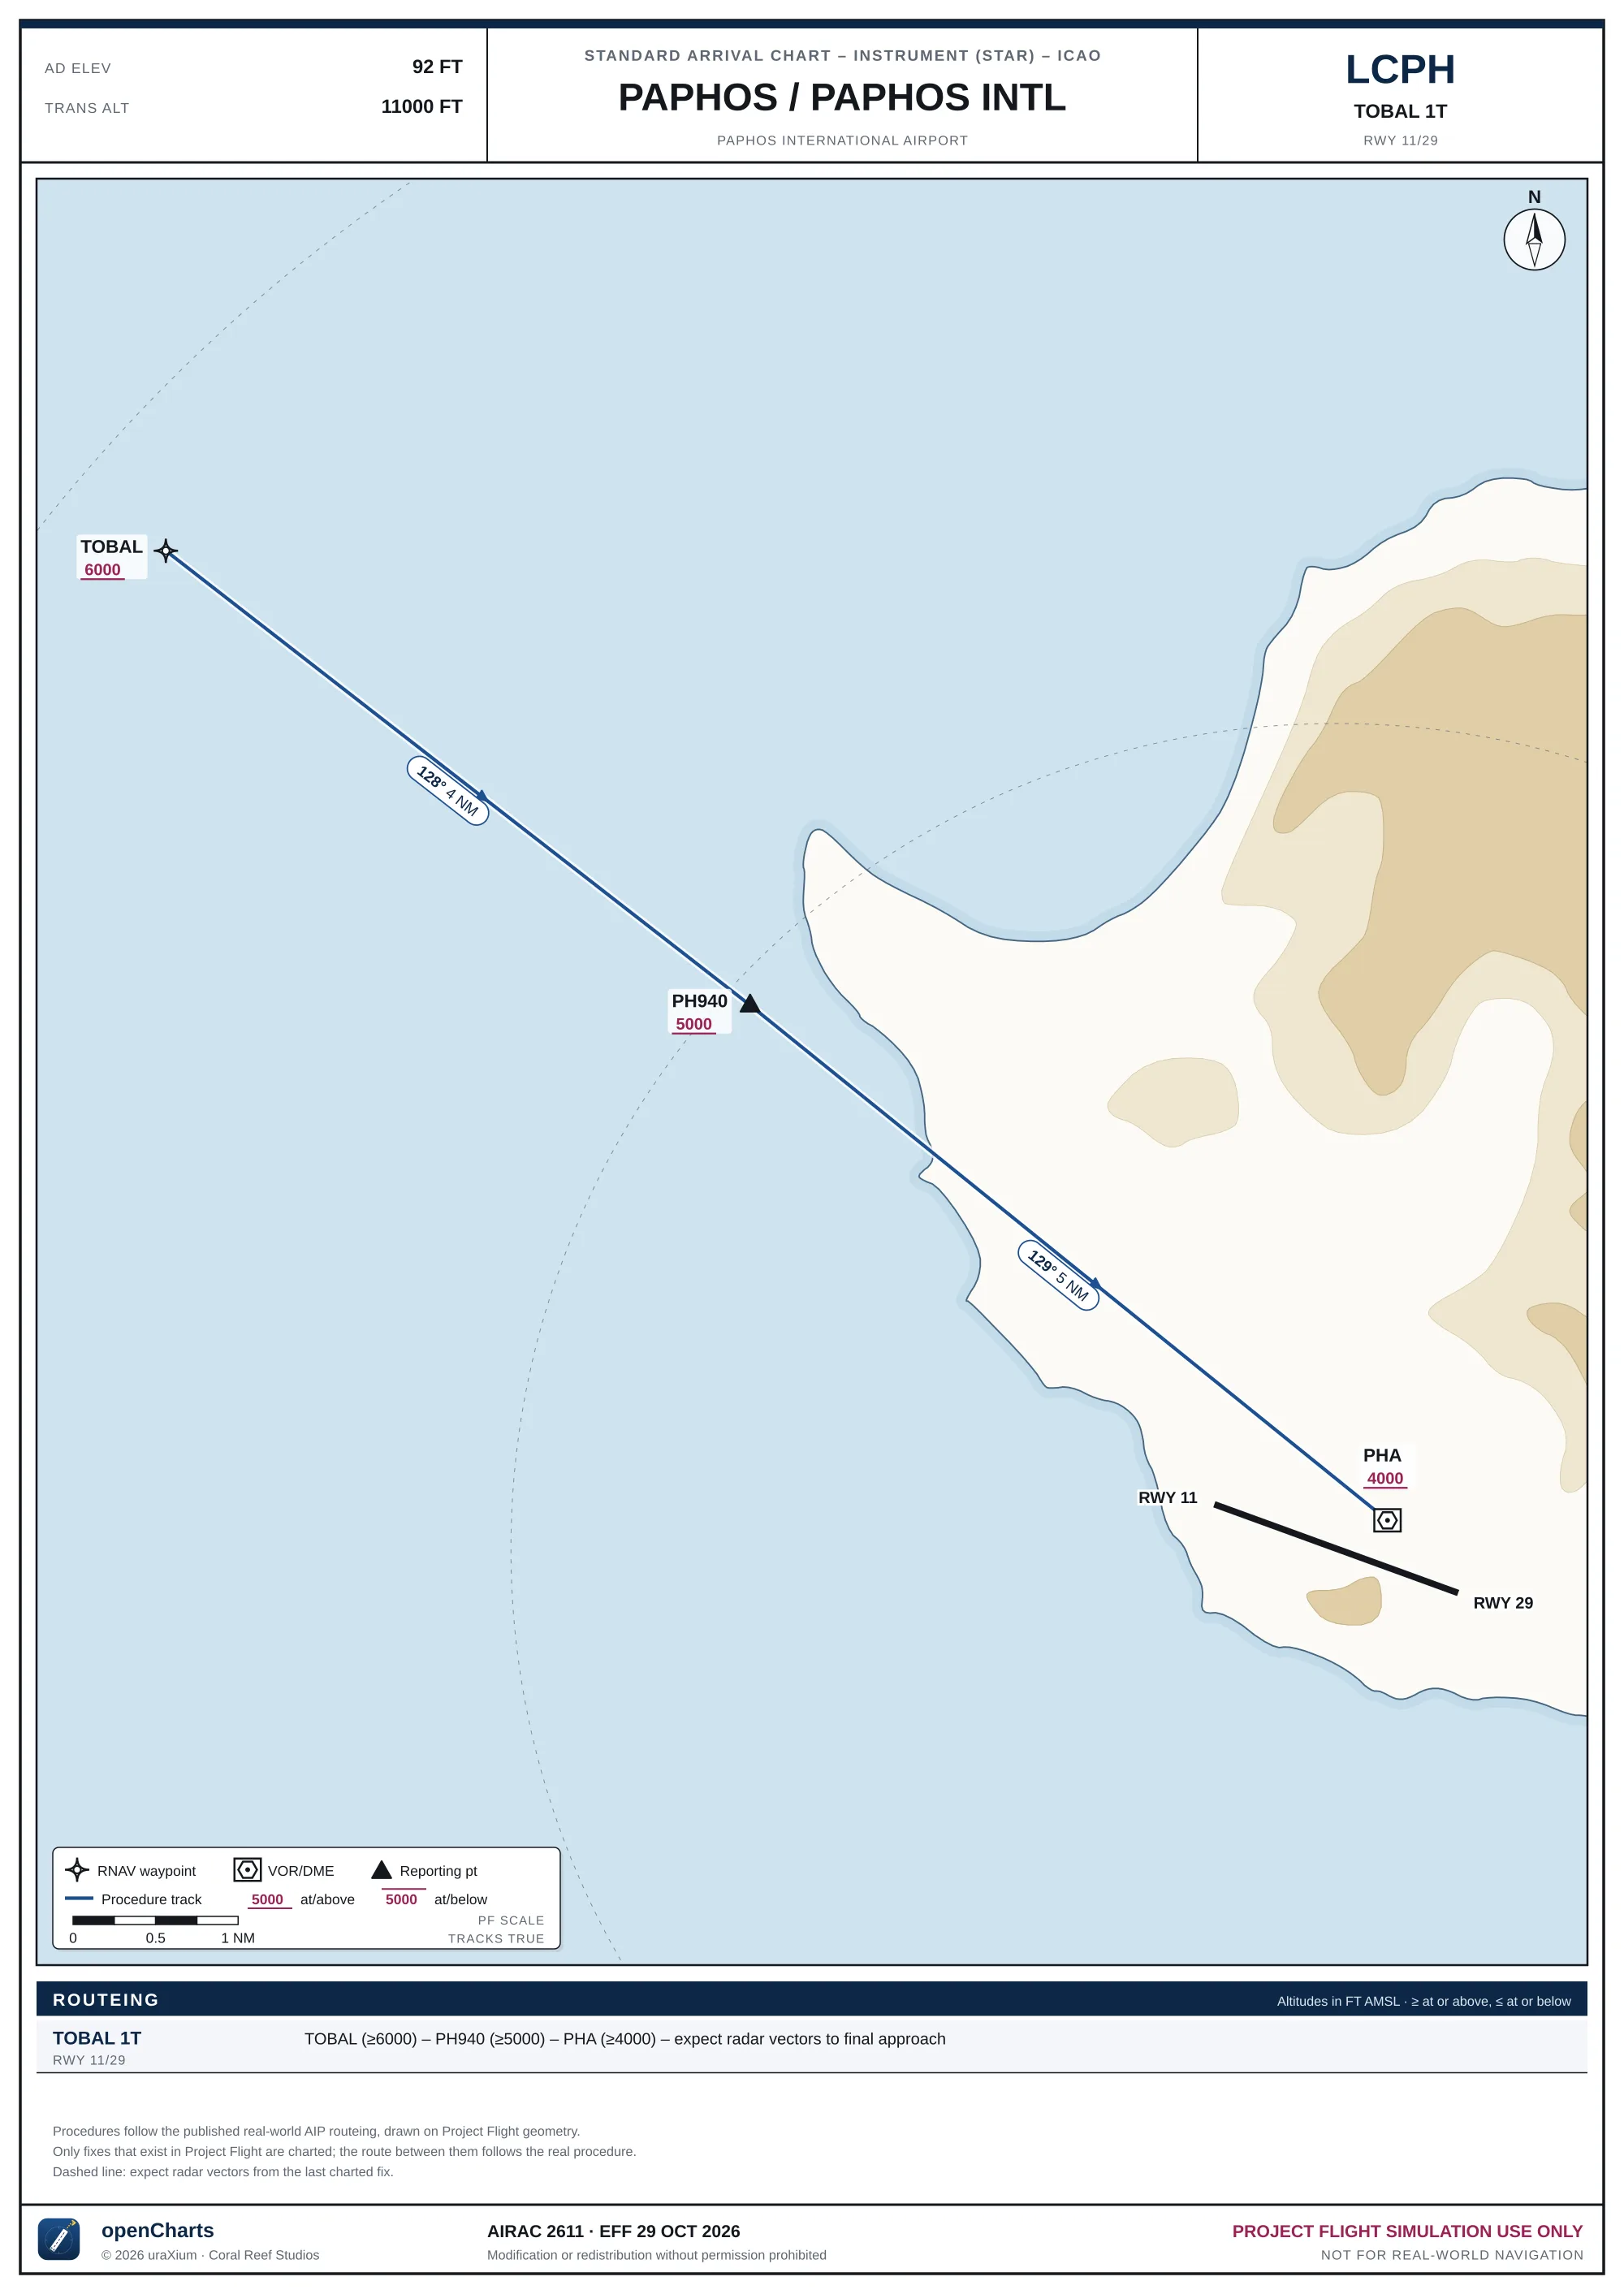 AD ELEV 92 FT
TRANS ALT 11000 FT
STANDARD ARRIVAL CHART – INSTRUMENT (STAR) – ICAO
PAPHOS / PAPHOS INTL
PAPHOS INTERNATIONAL AIRPORT
LCPH
TOBAL 1T
RWY 11/29
N
TOBAL
6000
128° 4 NM
PH940
5000
129° 5 NM
PHA
4000
RWY 11
RWY 29
RNAV waypoint VOR/DME Reporting pt
Procedure track 5000 at/above 5000 at/below
PF SCALE
0 0.5 1 NM TRACKS TRUE
ROUTEING Altitudes in FT AMSL · ≥ at or above, ≤ at or below
TOBAL 1T TOBAL (≥6000) – PH940 (≥5000) – PHA (≥4000) – expect radar vectors to final approach
RWY 11/29
Procedures follow the published real-world AIP routeing, drawn on Project Flight geometry.
Only fixes that exist in Project Flight are charted; the route between them follows the real procedure.
Dashed line: expect radar vectors from the last charted fix.
openCharts
© 2026 uraXium · Coral Reef Studios
AIRAC 2611 · EFF 29 OCT 2026
Modification or redistribution without permission prohibited
PROJECT FLIGHT SIMULATION USE ONLY
NOT FOR REAL-WORLD NAVIGATION